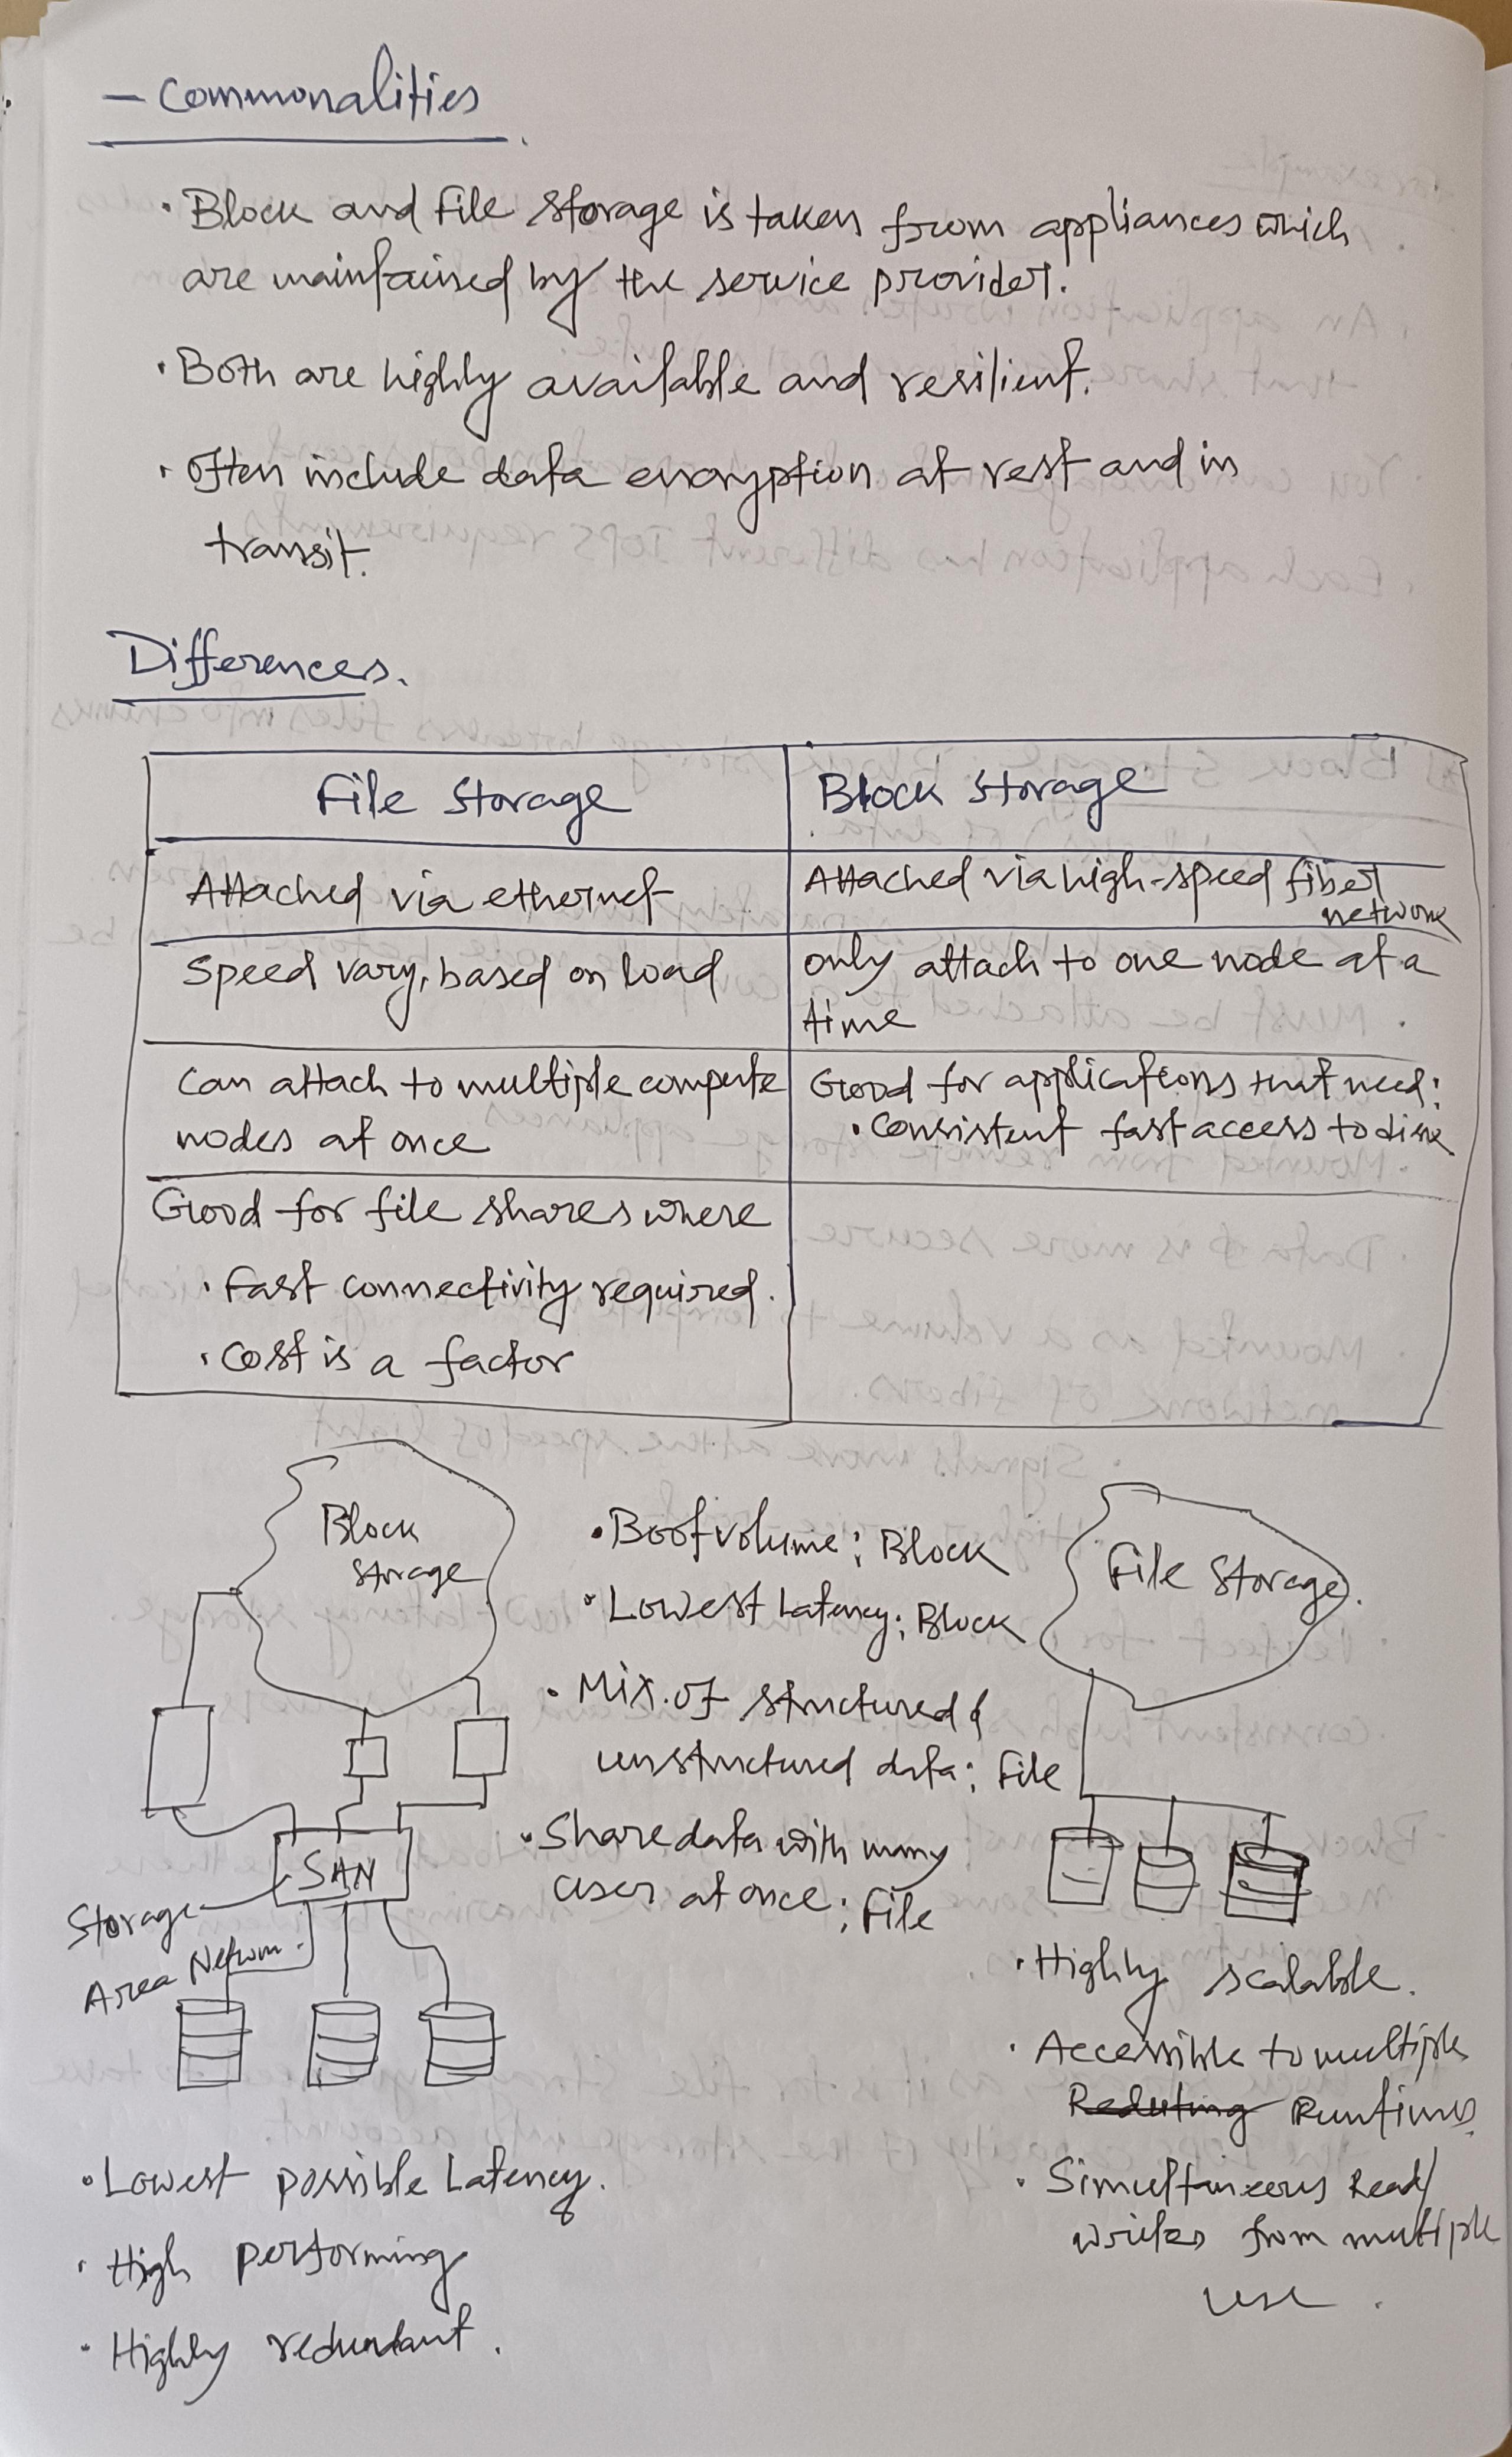 - Commonalities
• Block and File Storage is taken from appliances which
are maintained by the service provider.
• Both are highly available and resilient.
• Often include data encryption at rest and in
transit.
Differences.
File Storage
Block Storage
Attached via ethernet
Attached via high-speed fiber
network
Speed vary, based on load
only attach to one node at a
time
Can attach to multiple compute
nodes at once
Good for applications that need:
• Consistent fast access to disk
Good for file shares where
• Fast connectivity required.
• Cost is a factor
Block
Storage
SAN
Storage
Area Network
• Lowest possible Latency.
• High performing
• Highly redundant.
• Boot volume: Block
• Lowest Latency: Block
• Mix of structured &
unstructured data: File
• Share data with many
user at once: File
File Storage.
• Highly scalable.
• Accessible to multiple
Runtimes
• Simultaneous Read/
writes from multiple
use.